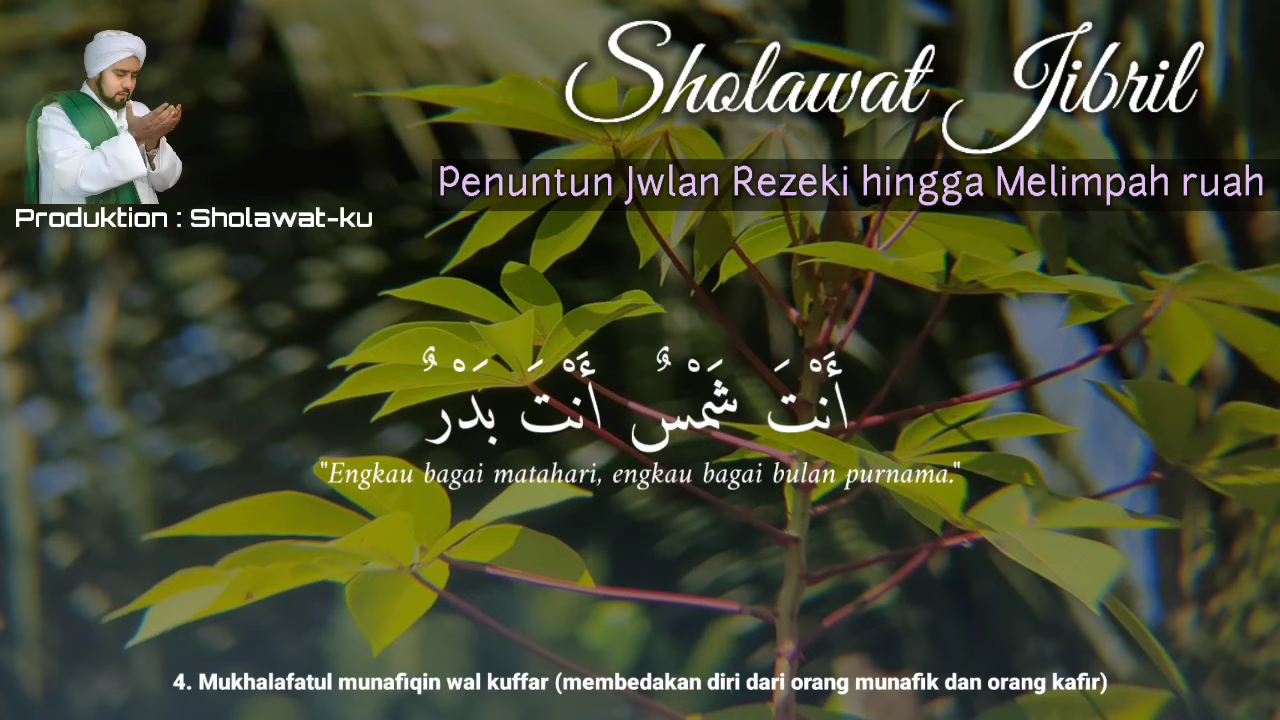 Sholawat Jibril
Penuntun Jwlan Rezeki hingga Melimpah ruah
Produktion : Sholawat-ku
أَنْتَ شَمْسٌ أَنْتَ بَدْرٌ
"Engkau bagai matahari, engkau bagai bulan purnama."
4. Mukhalafatul munafiqin wal kuffar (membedakan diri dari orang munafik dan orang kafir)